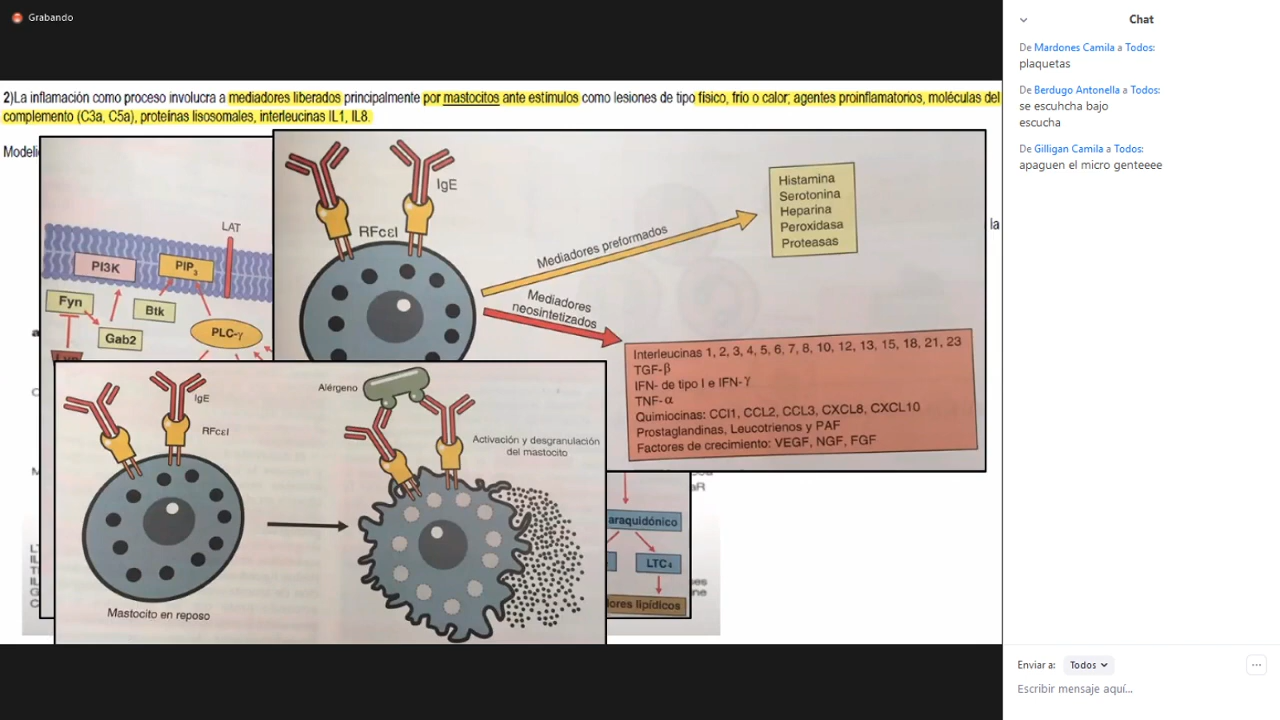 Grabando
2)La inflamación como proceso involucra a mediadores liberados principalmente por mastocitos ante estímulos como lesiones de tipo físico, frío o calor; agentes proinflamatorios, moléculas del
complemento (C3a, C5a), proteínas lisosomales, interleucinas IL1, IL8.
la
LAT
PI3K
PIP3
Fyn
Btk
Gab2
PLC-γ
IgE
RFcεI
Mediadores preformados
Histamina
Serotonina
Heparina
Peroxidasa
Proteasas
Mediadores
neosintetizados
Interleucinas 1, 2, 3, 4, 5, 6, 7, 8, 10, 12, 13, 15, 18, 21, 23
TGF-β
IFN- de tipo I e IFN-γ
TNF-α
Quimiocinas: CCl1, CCL2, CCL3, CXCL8, CXCL10
Prostaglandinas, Leucotrienos y PAF
Factores de crecimiento: VEGF, NGF, FGF
IgE
RFcεI
Mastocito en reposo
Alérgeno
Activación y desgranulación
del mastocito
araquidónico
LTC4
lipídicos
Chat
De Mardones Camila a Todos:
plaquetas
De Berdugo Antonella a Todos:
se escuhcha bajo
escucha
De Gilligan Camila a Todos:
apaguen el micro genteeee
Enviar a: Todos
Escribir mensaje aquí...